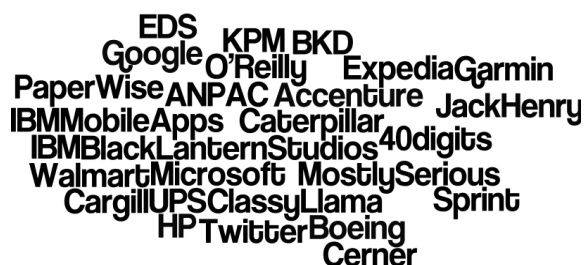 EDS
Google KPM BKD
O'Reilly ExpediaGarmin
PaperWise ANPAC Accenture JackHenry
IBMMobileApps Caterpillar
IBMBlackLanternStudios 40digits
WalmartMicrosoft MostlySerious
CargillUPSClassyLlama Sprint
HP TwitterBoeing
Cerner